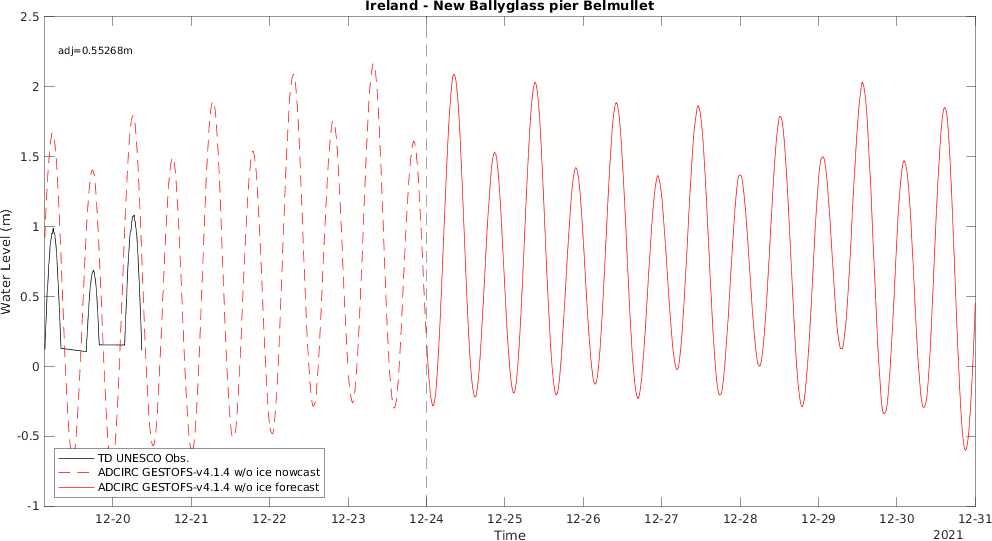 Ireland - New Ballyglass pier Belmullet
adj=0.55268m
2.5
2
1.5
1
0.5
0
-0.5
-1
Water Level (m)
TD UNESCO Obs.
ADCIRC GESTOFS-v4.1.4 w/o ice nowcast
ADCIRC GESTOFS-v4.1.4 w/o ice forecast
12-20 12-21 12-22 12-23 12-24 12-25 12-26 12-27 12-28 12-29 12-30 12-31
Time
2021